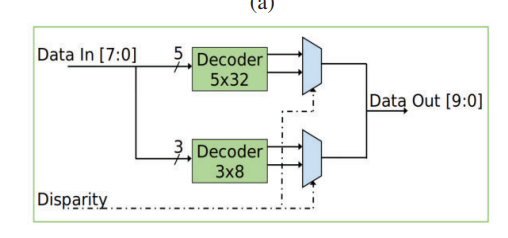 (a)
Data In [7:0]
5
Decoder
5x32
Data Out [9:0]
3
Decoder
3x8
Disparity